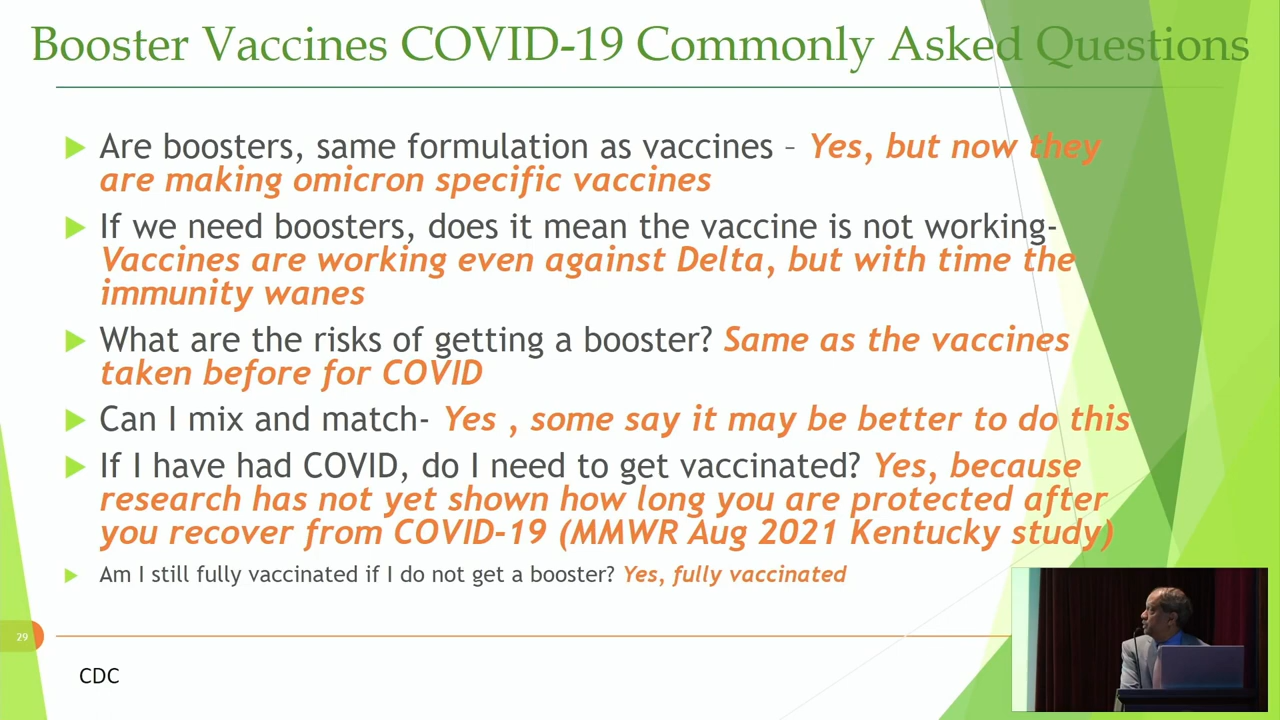 Booster Vaccines COVID-19 Commonly Asked Questions
Are boosters, same formulation as vaccines – Yes, but now they
are making omicron specific vaccines
If we need boosters, does it mean the vaccine is not working-
Vaccines are working even against Delta, but with time the
immunity wanes
What are the risks of getting a booster? Same as the vaccines
taken before for COVID
Can I mix and match- Yes , some say it may be better to do this
If I have had COVID, do I need to get vaccinated? Yes, because
research has not yet shown how long you are protected after
you recover from COVID-19 (MMWR Aug 2021 Kentucky study)
Am I still fully vaccinated if I do not get a booster? Yes, fully vaccinated
29
CDC